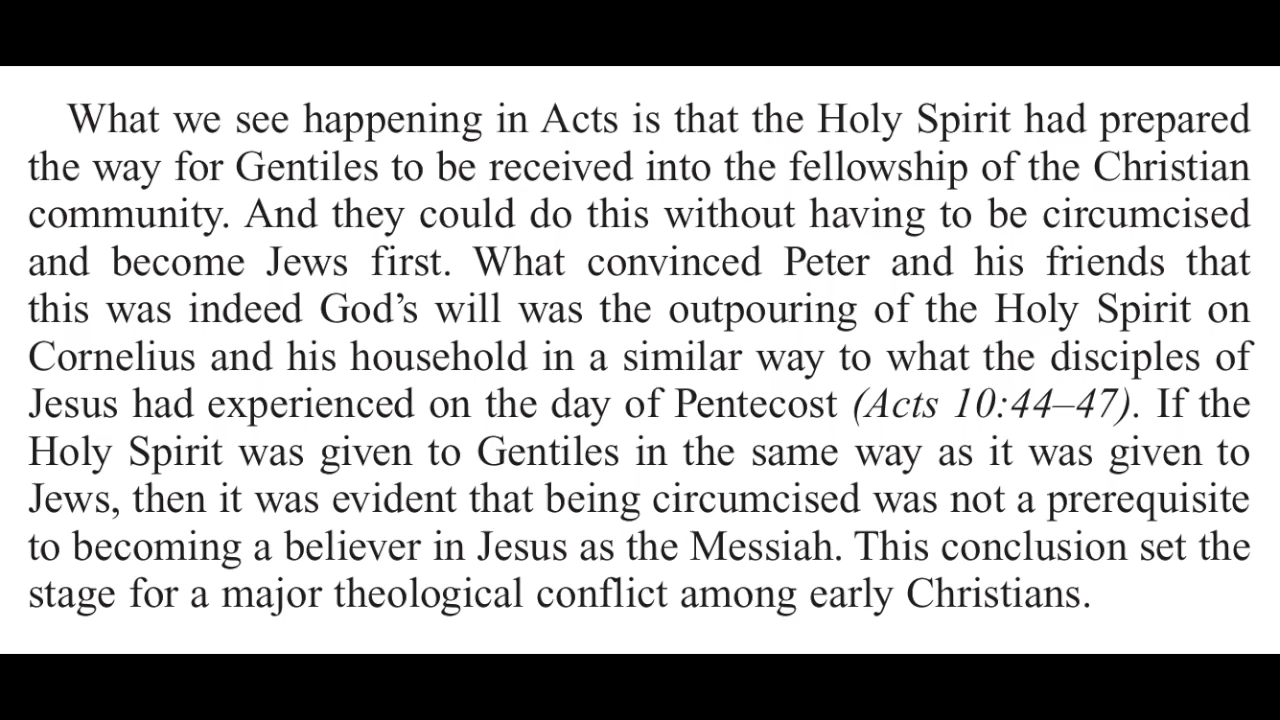 What we see happening in Acts is that the Holy Spirit had prepared
the way for Gentiles to be received into the fellowship of the Christian
community. And they could do this without having to be circumcised
and become Jews first. What convinced Peter and his friends that
this was indeed God’s will was the outpouring of the Holy Spirit on
Cornelius and his household in a similar way to what the disciples of
Jesus had experienced on the day of Pentecost (Acts 10:44–47). If the
Holy Spirit was given to Gentiles in the same way as it was given to
Jews, then it was evident that being circumcised was not a prerequisite
to becoming a believer in Jesus as the Messiah. This conclusion set the
stage for a major theological conflict among early Christians.